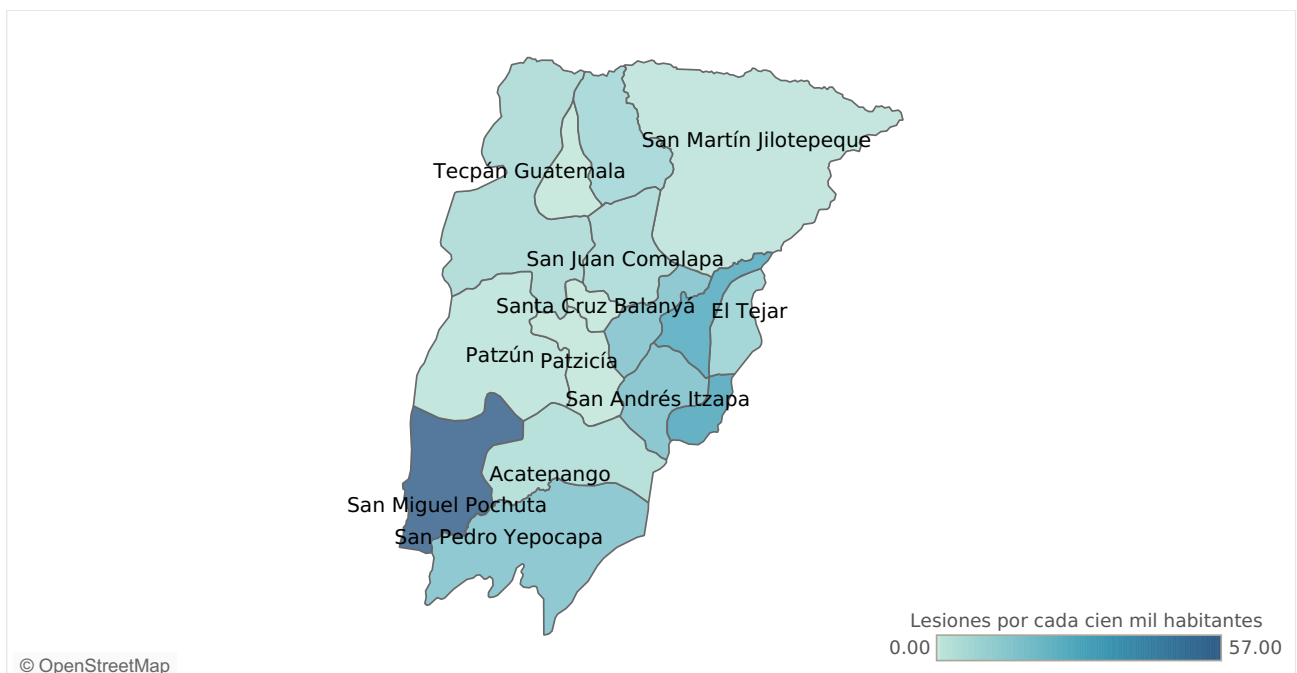 San Martín Jilotepeque
Tecpán Guatemala
San Juan Comalapa
Santa Cruz Balanyá
El Tejar
Patzún
Patzicía
San Andrés Itzapa
Acatenango
San Miguel Pochuta
San Pedro Yepocapa
Lesiones por cada cien mil habitantes
0.00
57.00
© OpenStreetMap